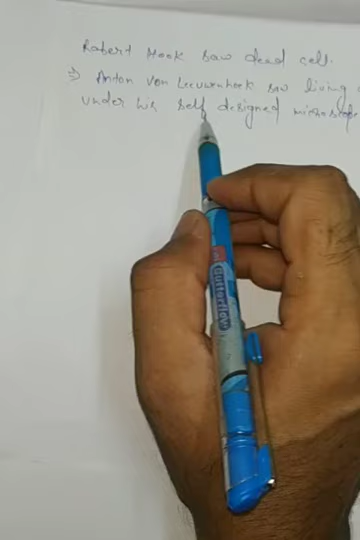 Robert Hook saw dead cell.
⇒ Anton von Leeuwenhoek saw living
under his self designed microscope
Butterflow